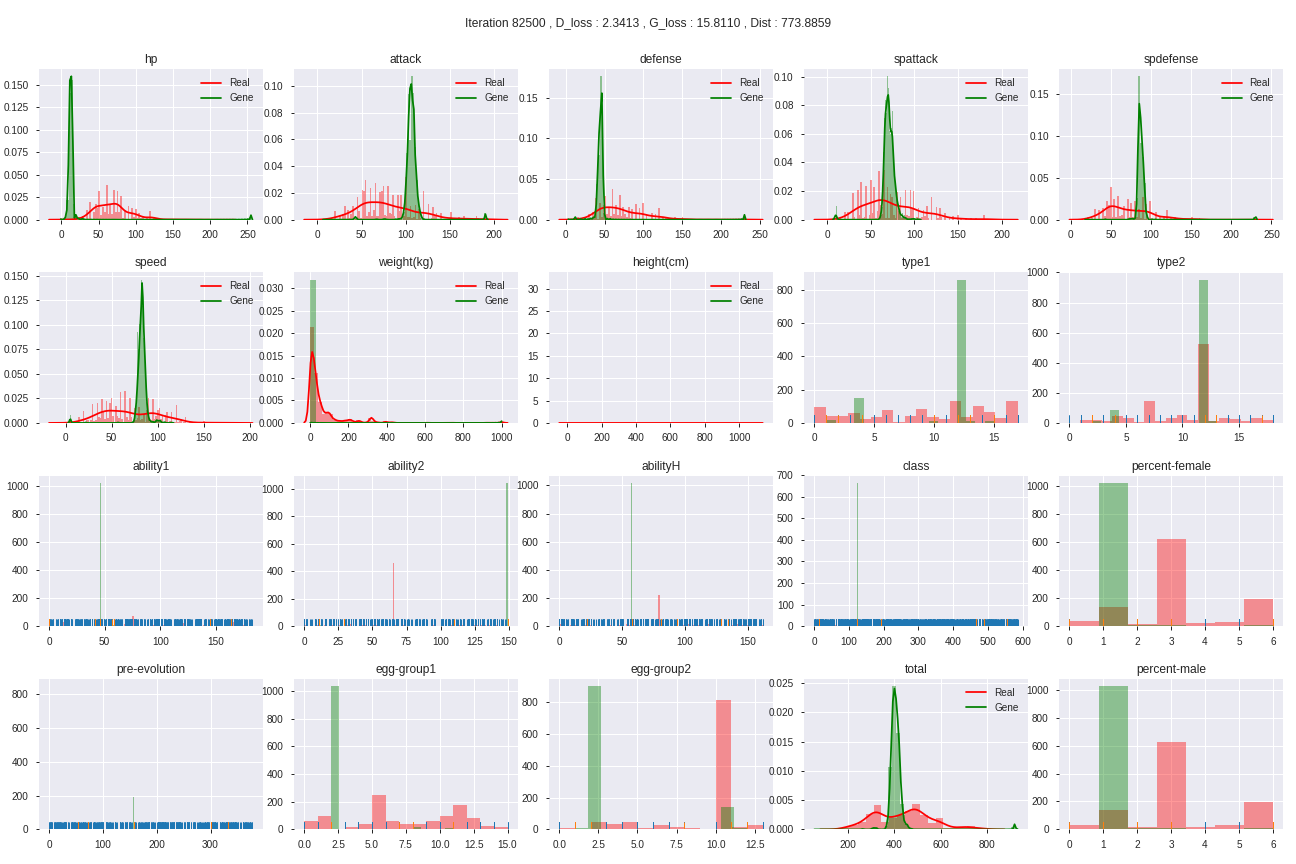 Iteration 82500 , D_loss : 2.3413 , G_loss : 15.8110 , Dist : 773.8859
hp attack defense spattack spdefense
Real Real Real Real Real
Gene Gene Gene Gene Gene
0.150 0.125 0.100 0.075 0.050 0.025 0.000
0.10 0.08 0.06 0.04 0.02 0.00
0.15 0.10 0.05 0.00
0.10 0.08 0.06 0.04 0.02 0.00
0.15 0.10 0.05 0.00
0 50 100 150 200 250
0 50 100 150 200
0 50 100 150 200 250
0 50 100 150 200
0 50 100 150 200 250
speed weight(kg) height(cm) type1 type2
Real Real Real
Gene Gene Gene
0.150 0.125 0.100 0.075 0.050 0.025 0.000
0.030 0.025 0.020 0.015 0.010 0.005 0.000
30 25 20 15 10 5 0
800 600 400 200 0
1000 800 600 400 200 0
0 50 100 150 200
0 200 400 600 800 1000
0 200 400 600 800 1000
5 10 15
0 5 10 15
ability1 ability2 abilityH class percent-female
1000 800 600 400 200 0
1000 800 600 400 200 0
1000 800 600 400 200 0
700 600 500 400 300 200 100 0
1000 800 600 400 200 0
0 50 100 150
0 25 50 75 100 125 150
0 50 100 150
0 100 200 300 400 500 600
0 1 2 3 4 5 6
pre-evolution egg-group1 egg-group2 total percent-male
Real
Gene
800 600 400 200 0
1000 800 600 400 200 0
800 600 400 200 0
0.025 0.020 0.015 0.010 0.005 0.000
1000 800 600 400 200 0
0 100 200 300
0.0 2.5 5.0 7.5 10.0 12.5 15.0
0.0 2.5 5.0 7.5 10.0 12.5
200 400 600 800
0 1 2 3 4 5 6